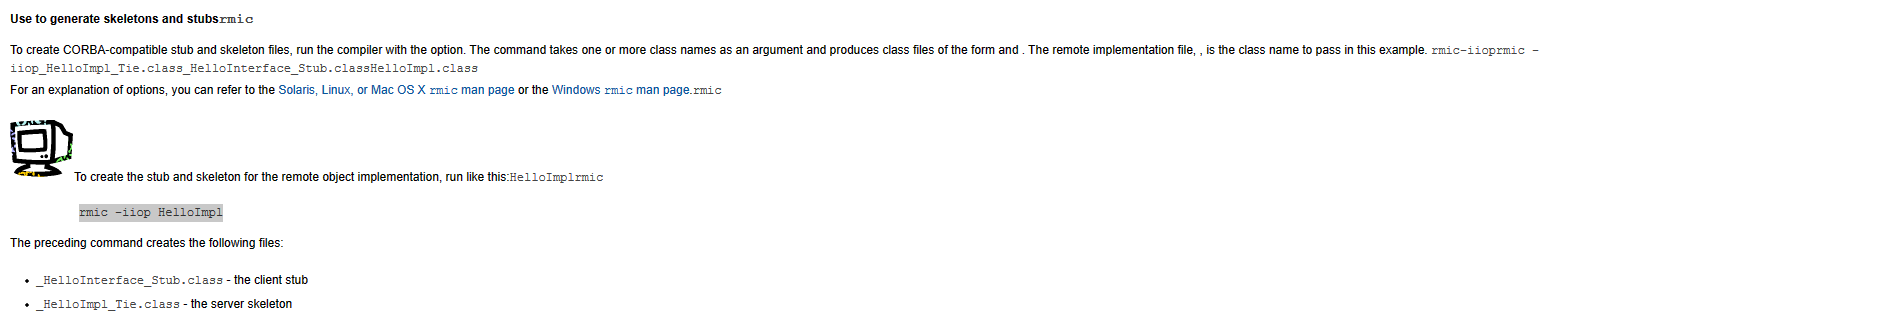 Use to generate skeletons and stubsrmic
To create CORBA-compatible stub and skeleton files, run the compiler with the option. The command takes one or more class names as an argument and produces class files of the form and . The remote implementation file, , is the class name to pass in this example. rmic-iioprmic -
iiop_HelloImpl_Tie.class_HelloInterface_Stub.classHelloImpl.class
For an explanation of options, you can refer to the Solaris, Linux, or Mac OS X rmic man page or the Windows rmic man page.rmic
To create the stub and skeleton for the remote object implementation, run like this:HelloImplrmic
rmic -iiop HelloImpl
The preceding command creates the following files:
• _HelloInterface_Stub.class - the client stub
• _HelloImpl_Tie.class - the server skeleton